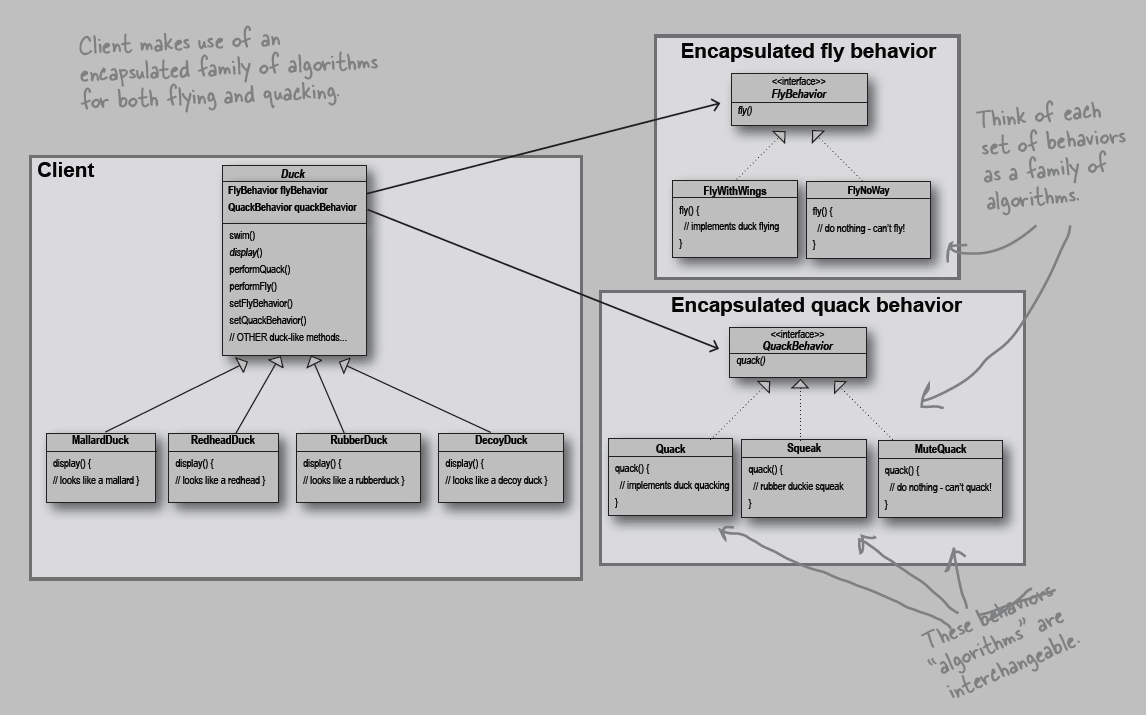 Client makes use of an
encapsulated family of algorithms
for both flying and quacking.
Client
Duck
FlyBehavior flyBehavior
QuackBehavior quackBehavior
swim()
display()
performQuack()
performFly()
setFlyBehavior()
setQuackBehavior()
// OTHER duck-like methods...
MallardDuck
display() {
// looks like a mallard }
RedheadDuck
display() {
// looks like a redhead }
RubberDuck
display() {
// looks like a rubberduck }
DecoyDuck
display() {
// looks like a decoy duck }
Encapsulated fly behavior
<<interface>>
FlyBehavior
fly()
FlyWithWings
fly() {
// implements duck flying
}
FlyNoWay
fly() {
// do nothing - can't fly!
}
Think of each
set of behaviors
as a family of
algorithms.
Encapsulated quack behavior
<<interface>>
QuackBehavior
quack()
Quack
quack() {
// implements duck quacking
}
Squeak
quack() {
// rubber duckie squeak
}
MuteQuack
quack() {
// do nothing - can't quack!
}
These behaviors
“algorithms” are
interchangeable.